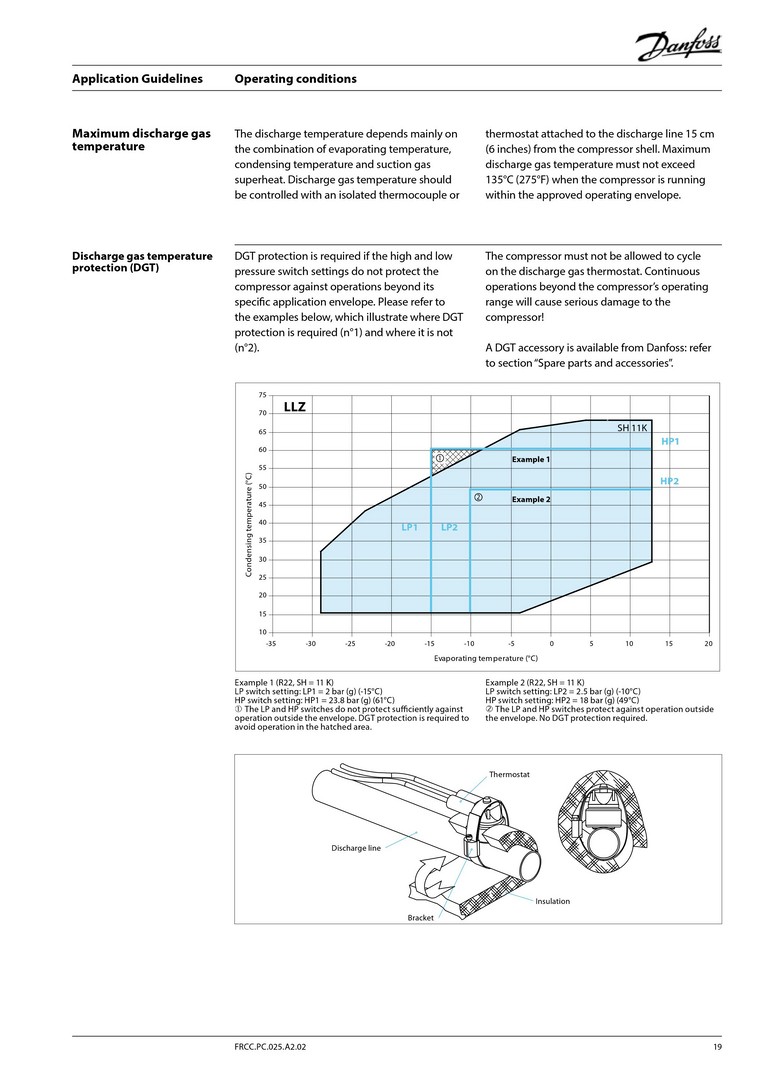 Danfoss
Application Guidelines
Operating conditions
Maximum discharge gas
temperature
The discharge temperature depends mainly on
the combination of evaporating temperature,
condensing temperature and suction gas
superheat. Discharge gas temperature should
be controlled with an isolated thermocouple or
thermostat attached to the discharge line 15 cm
(6 inches) from the compressor shell. Maximum
discharge gas temperature must not exceed
135°C (275°F) when the compressor is running
within the approved operating envelope.
Discharge gas temperature
protection (DGT)
DGT protection is required if the high and low
pressure switch settings do not protect the
compressor against operations beyond its
specific application envelope. Please refer to
the examples below, which illustrate where DGT
protection is required (n°1) and where it is not
(n°2).
The compressor must not be allowed to cycle
on the discharge gas thermostat. Continuous
operations beyond the compressor's operating
range will cause serious damage to the
compressor!
A DGT accessory is available from Danfoss: refer
to section "Spare parts and accessories".
75
70
65
60
55
50
45
40
35
30
25
20
15
10
Condensing temperature (°C)
LLZ
SH 11K
HP1
①
Example 1
HP2
②
Example 2
LP1
LP2
-35 -30 -25 -20 -15 -10 -5 0 5 10 15 20
Evaporating temperature (°C)
Example 1 (R22, SH = 11 K)
LP switch setting: LP1 = 2 bar (g) (-15°C)
HP switch setting: HP1 = 23.8 bar (g) (61°C)
① The LP and HP switches do not protect sufficiently against
operation outside the envelope. DGT protection is required to
avoid operation in the hatched area.
Example 2 (R22, SH = 11 K)
LP switch setting: LP2 = 2.5 bar (g) (-10°C)
HP switch setting: HP2 = 18 bar (g) (49°C)
② The LP and HP switches protect against operation outside
the envelope. No DGT protection required.
Thermostat
Discharge line
Insulation
Bracket
FRCC.PC.025.A2.02
19